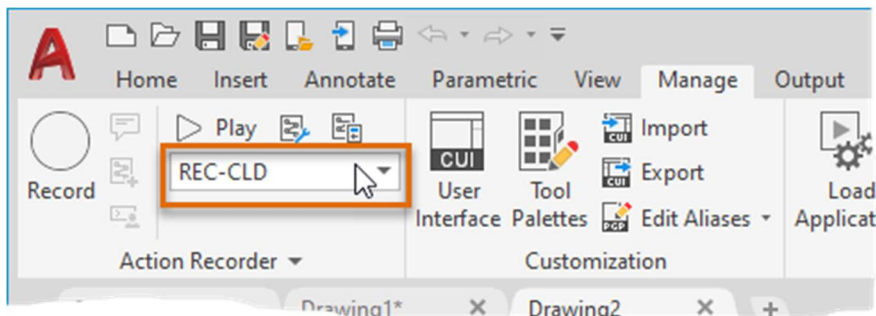 A
Home Insert Annotate Parametric View Manage Output
Play
Import
REC-CLD
CUI
Export
Record
User Interface
Tool Palettes
Edit Aliases
Load
Action Recorder
Customization
Drawing1* Drawing2